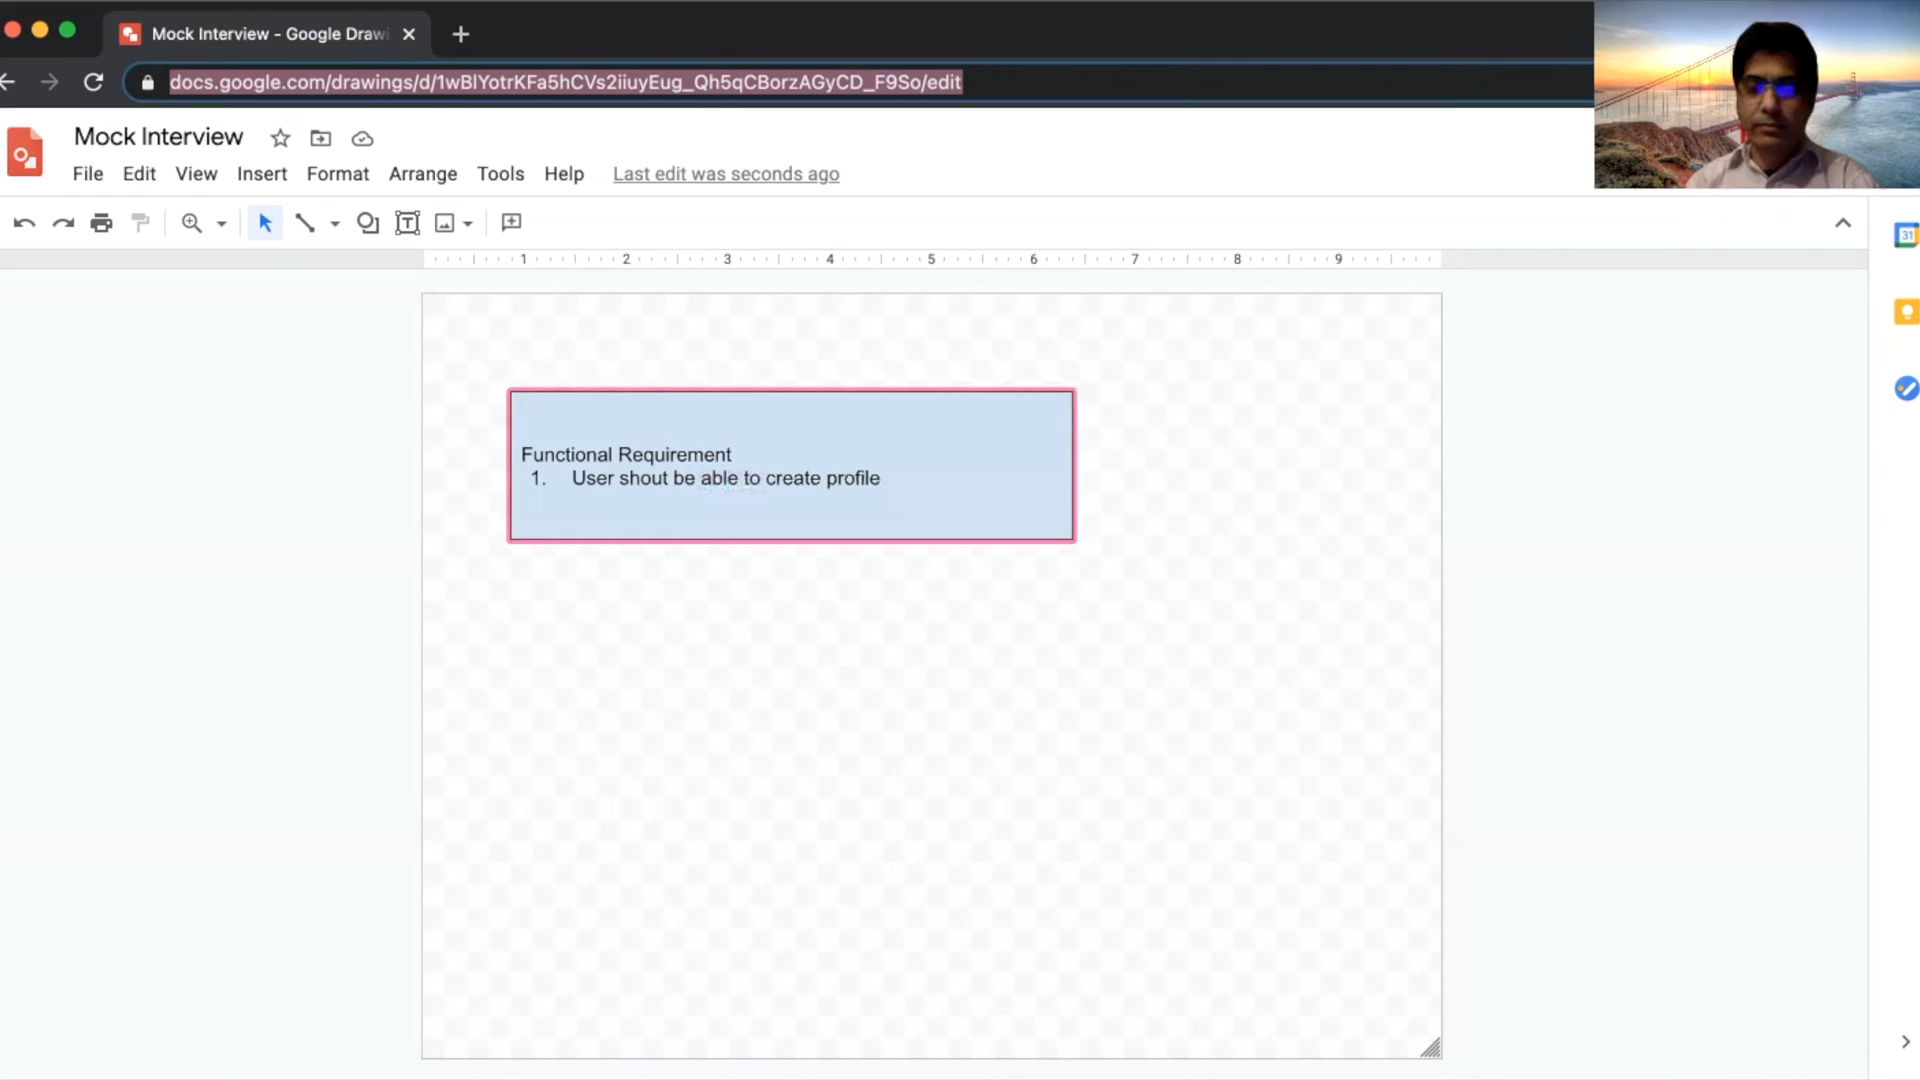 Mock Interview - Google Drawi
docs.google.com/drawings/d/1wBlYotrKFa5hCVs2iiuyEug_Qh5qCBorzAGyCD_F9So/edit
Mock Interview
File Edit View Insert Format Arrange Tools Help Last edit was seconds ago
1 2 3 4 5 6 7 8 9
31
Functional Requirement
1. User shout be able to create profile